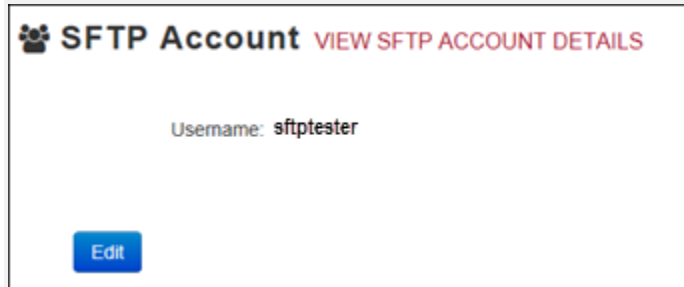 SFTP Account VIEW SFTP ACCOUNT DETAILS
Username: sftptester
Edit